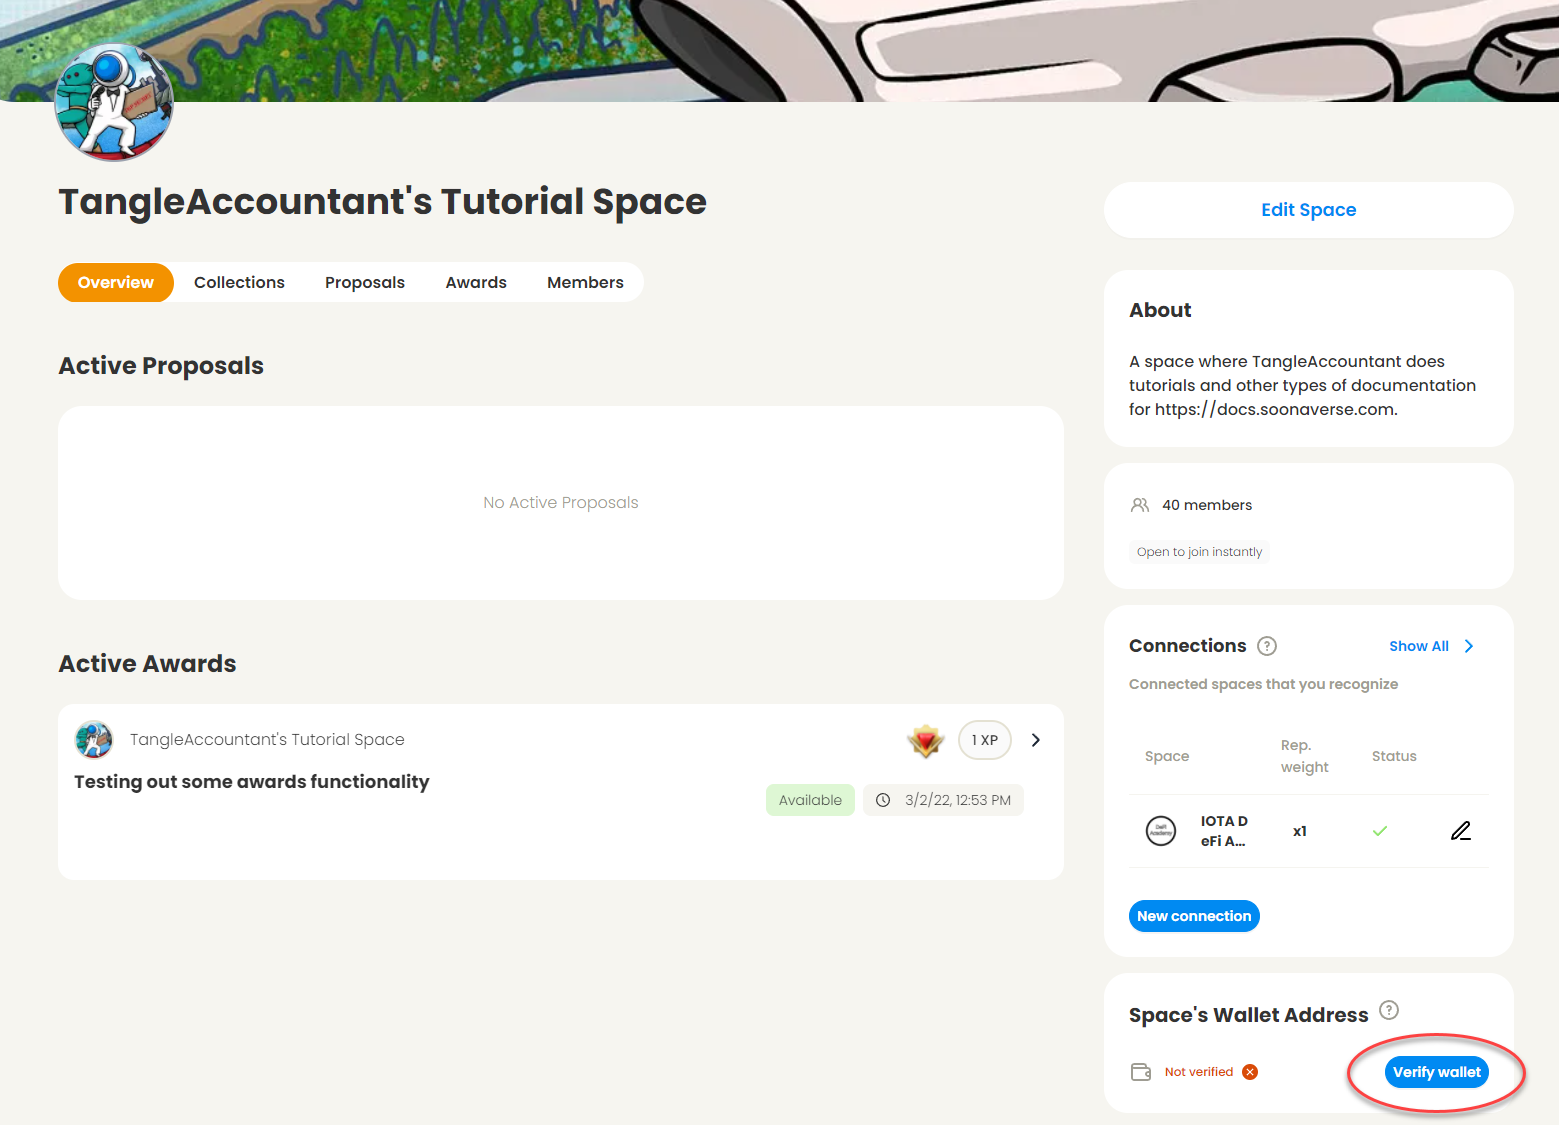 TangleAccountant's Tutorial Space
Overview
Collections
Proposals
Awards
Members
Active Proposals
No Active Proposals
Active Awards
TangleAccountant's Tutorial Space
1 XP
Testing out some awards functionality
Available
3/2/22, 12:53 PM
Edit Space
About
A space where TangleAccountant does
tutorials and other types of documentation
for https://docs.soonaverse.com.
40 members
Open to join instantly
Connections
Show All
Connected spaces that you recognize
Space
Rep.
weight
Status
IOTA D
eFi A...
x1
New connection
Space's Wallet Address
Not verified
Verify wallet